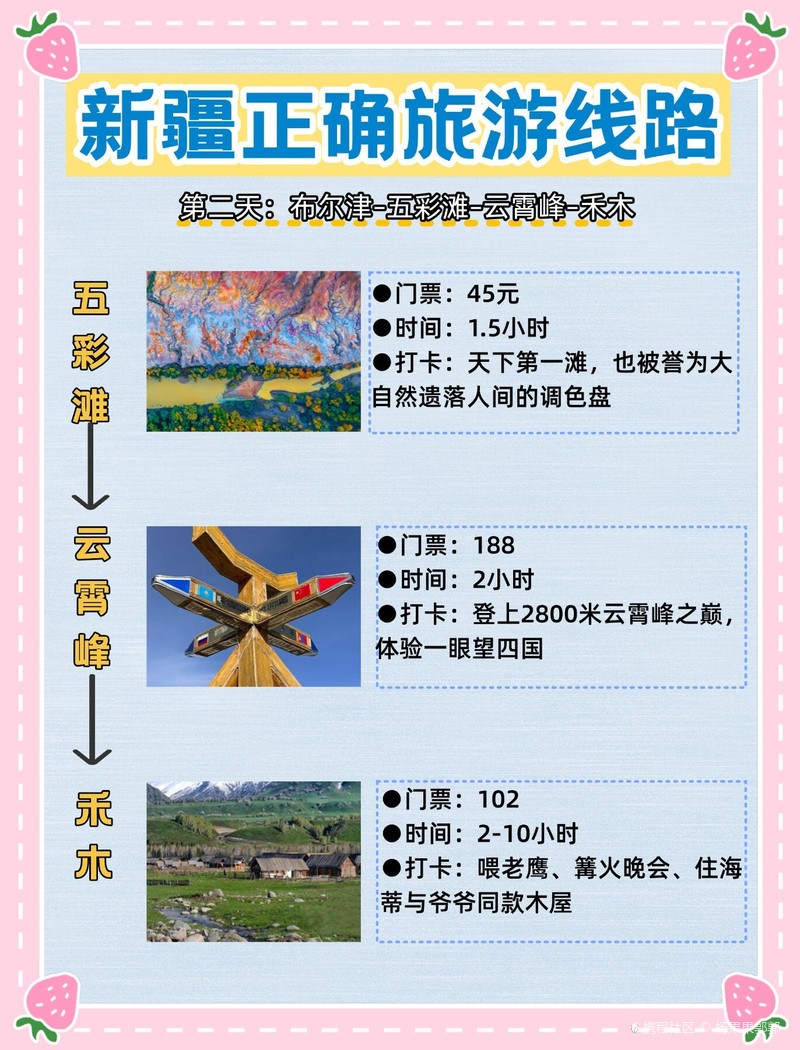 新疆正确旅游线路
第二天：布尔津-五彩滩-云霄峰-禾木
五彩滩
●门票：45元
●时间：1.5小时
●打卡：天下第一滩，也被誉为大
自然遗落人间的调色盘
云霄峰
●门票：188
●时间：2小时
●打卡：登上2800米云霄峰之巅，
体验一眼望四国
禾木
●门票：102
●时间：2-10小时
●打卡：喂老鹰、篝火晚会、住海
蒂与爷爷同款木屋